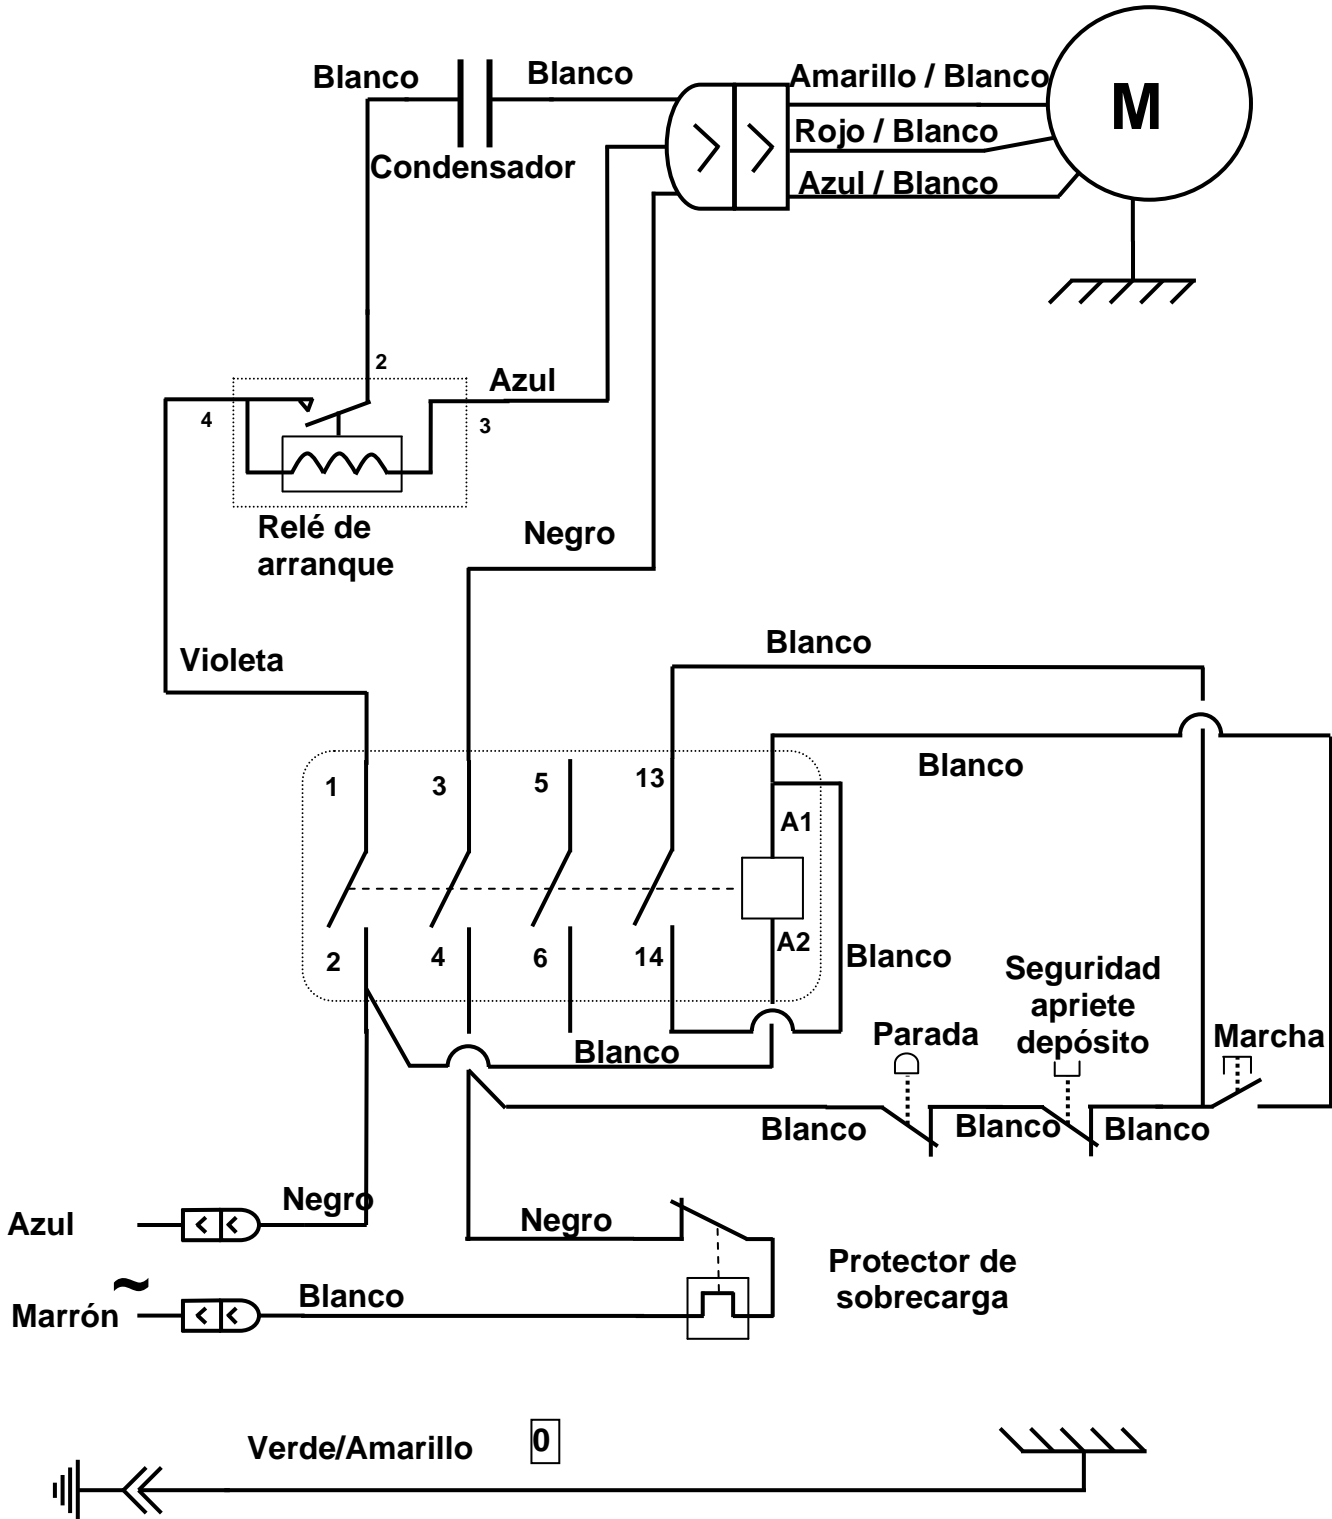 Blanco
Blanco
Amarillo / Blanco
M
Rojo / Blanco
Condensador
Azul / Blanco
2
Azul
4
3
Relé de
arranque
Negro
Violeta
Blanco
Blanco
1
3
5
13
A1
2
4
6
14
A2
Blanco
Seguridad
apriete
depósito
Parada
Marcha
Blanco
Blanco
Blanco
Blanco
Negro
Azul
Negro
Protector de
sobrecarga
~
Marrón
Blanco
Verde/Amarillo
0